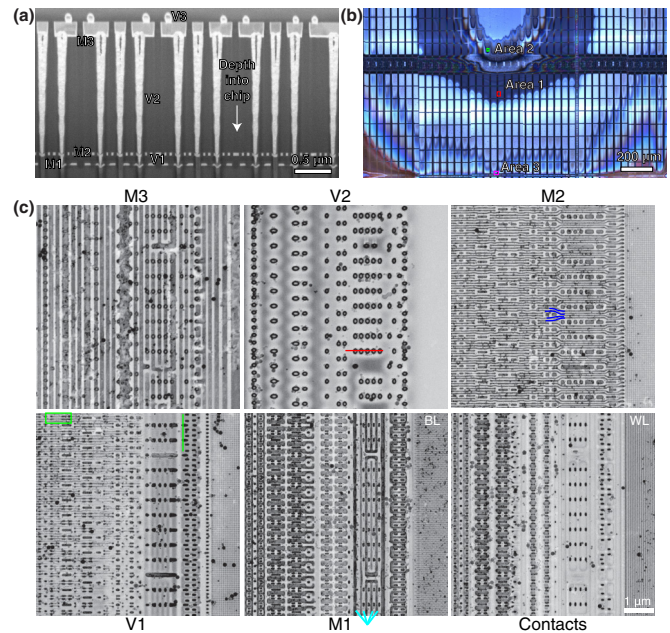 (a)
V3
M3
Depth
into
chip
V2
M2
M1
V1
0.5 µm
(b)
Area 2
Area 1
Area 3
200 µm
(c)
M3
V2
M2
BL
WL
1 µm
V1
M1
Contacts